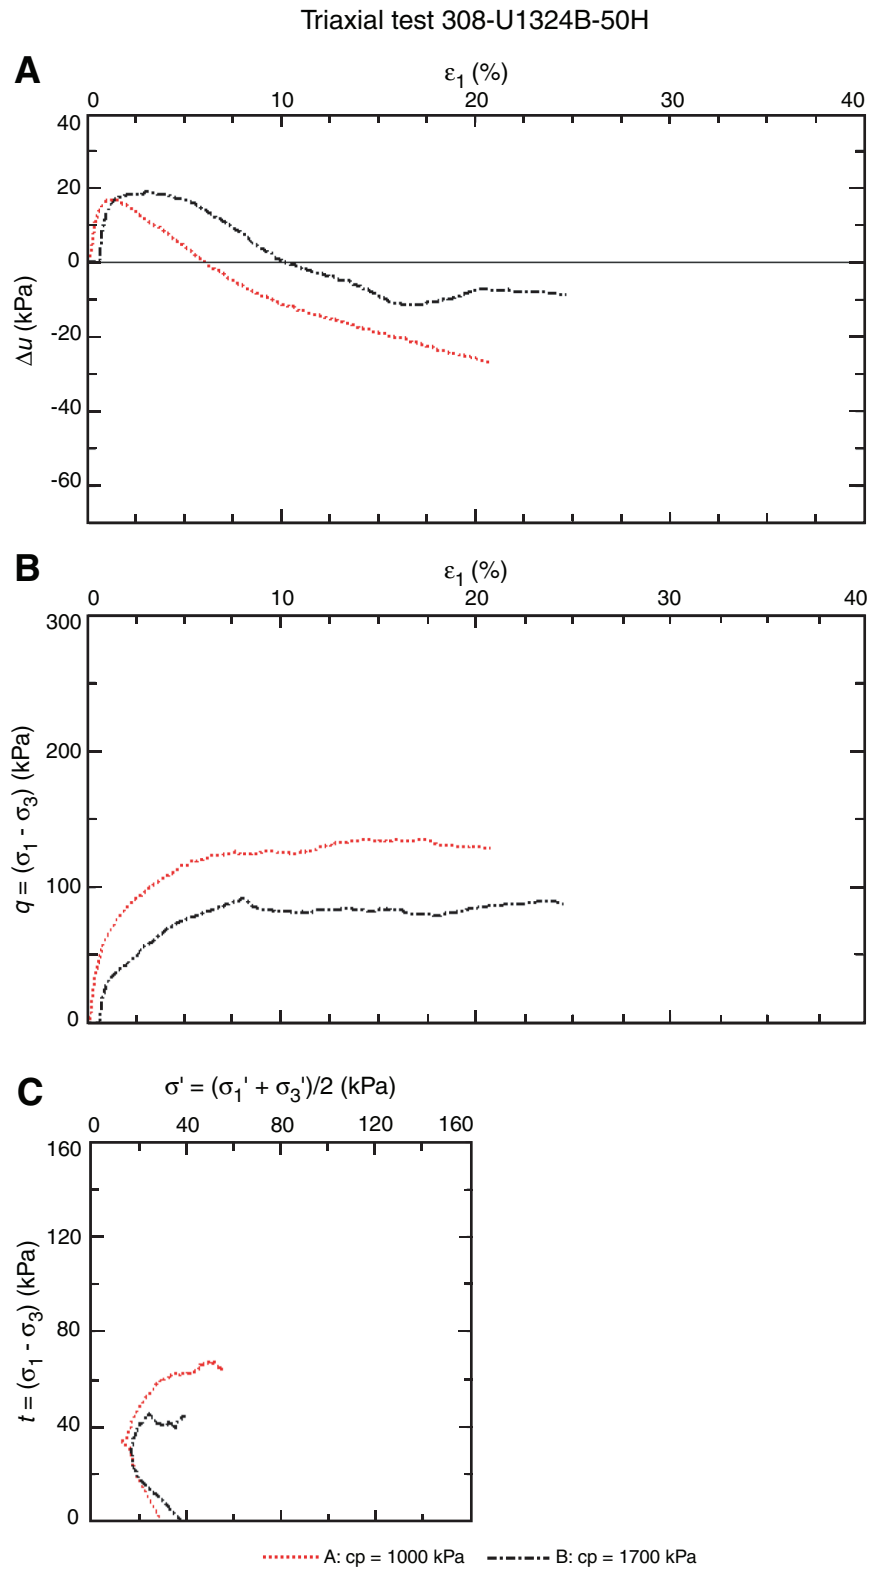 Triaxial test 308-U1324B-50H
A
ε1 (%)
0 10 20 30 40
40
20
0
-20
-40
-60
Δu (kPa)
B
ε1 (%)
0 10 20 30 40
300
200
100
0
q = (σ1 - σ3) (kPa)
C
σ' = (σ1' + σ3')/2 (kPa)
0 40 80 120 160
160
120
80
40
0
t = (σ1 - σ3) (kPa)
A: cp = 1000 kPa B: cp = 1700 kPa